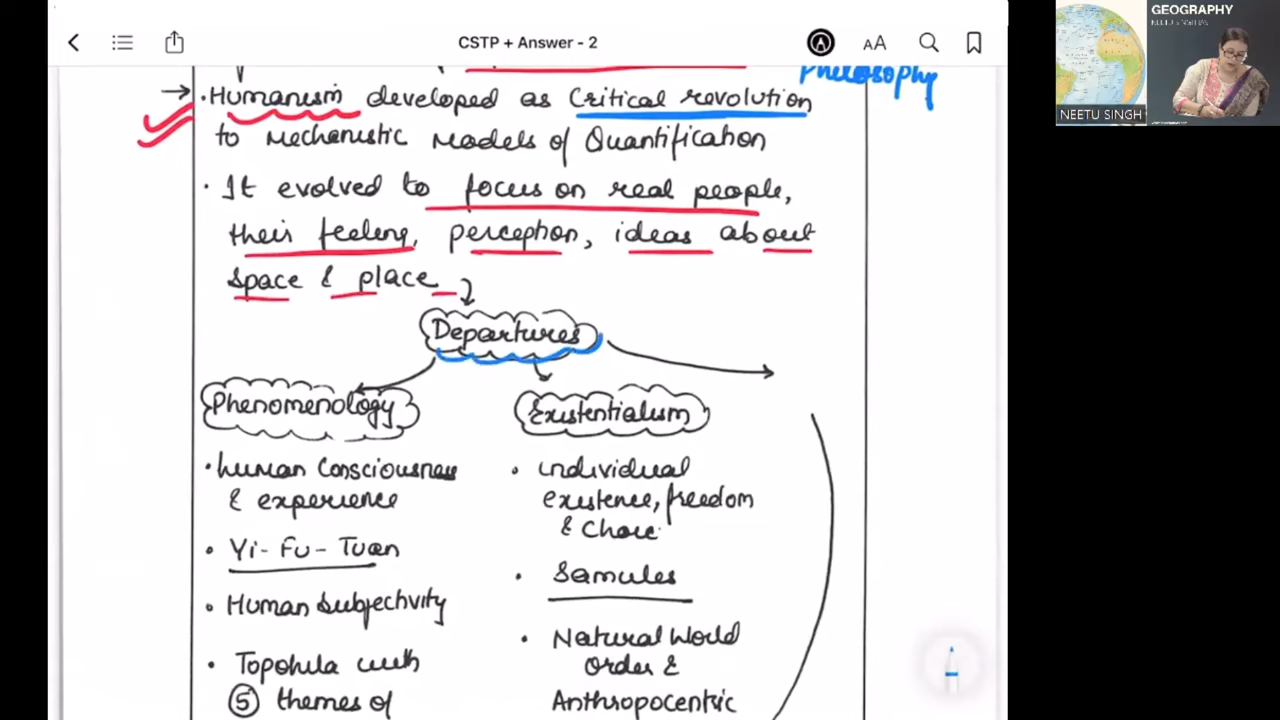 CSTP + Answer - 2
AA
GEOGRAPHY
NEETU SINGH
Philosophy
→ • Humanism developed as Critical revolution
to Mechanistic Models of Quantification
• It evolved to focus on real people,
their feeling, perception, ideas about
space & place
Departures
Phenomenology
• human Consciousness
& experience
• Yi-Fu-Tuan
• Human Subjectivity
• Topohila with
⑤ themes of
Existentialism
• individual
existence, freedom
& Choic
• Samules
• Natural World
order &
Anthropocentric